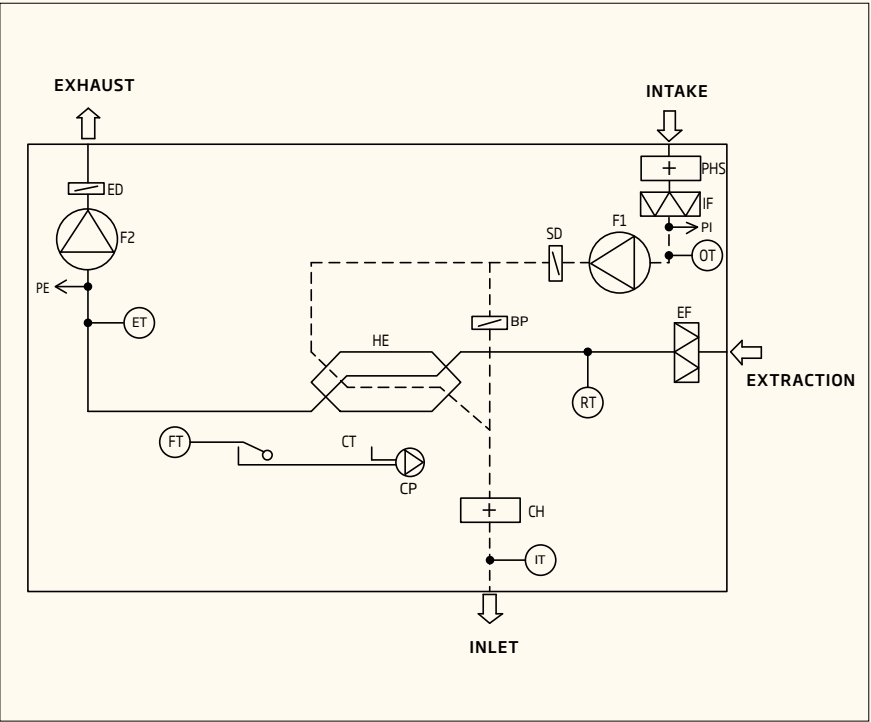 EXHAUST
INTAKE
PHS
ED
IF
F1
PI
F2
SD
OT
PE
EF
ET
BP
HE
EXTRACTION
RT
FT
CT
CP
CH
IT
INLET